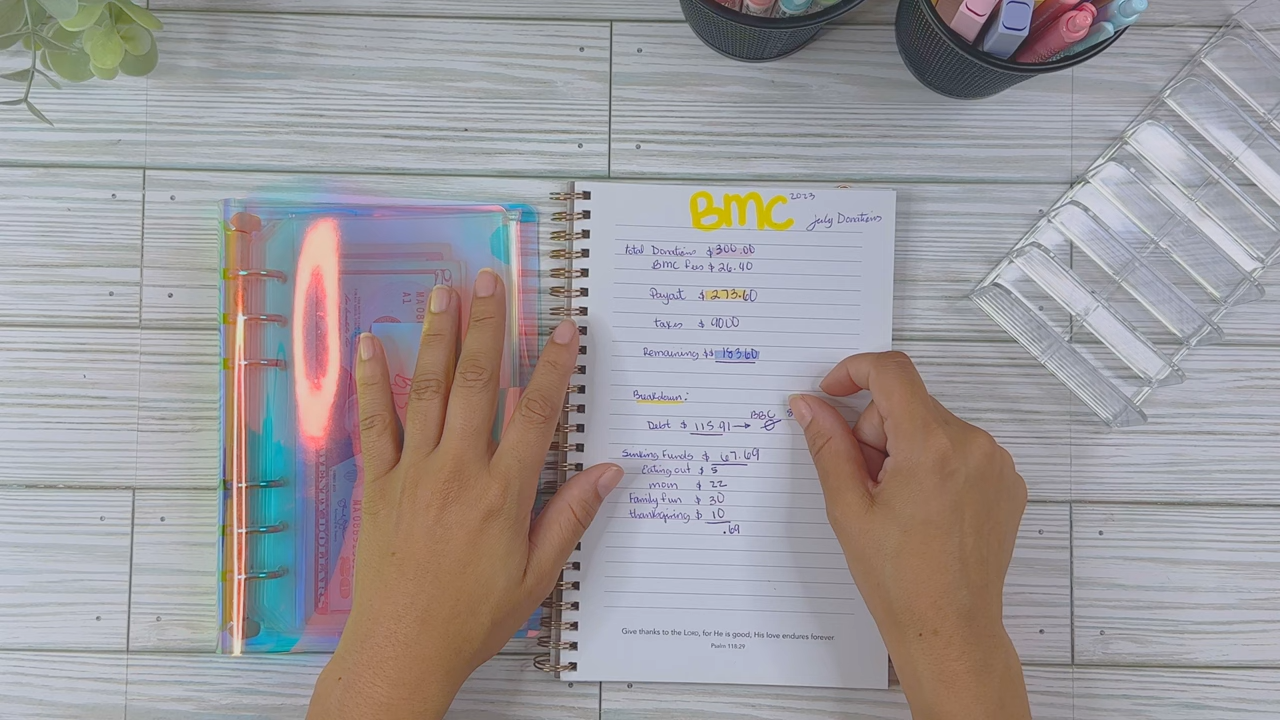 BMC 2023
July Donations
Total Donations $300.00
BMC fees $26.40
Payout $273.60
taxes $90.00
Remaining $$183.60
Breakdown:
Debt $115.91 → BBC
Sinking Funds $67.69
Eating out $5
mom $22
Family fun $30
thanksgiving $10
.69
Give thanks to the LORD, for He is good; His love endures forever.
Psalm 118:29